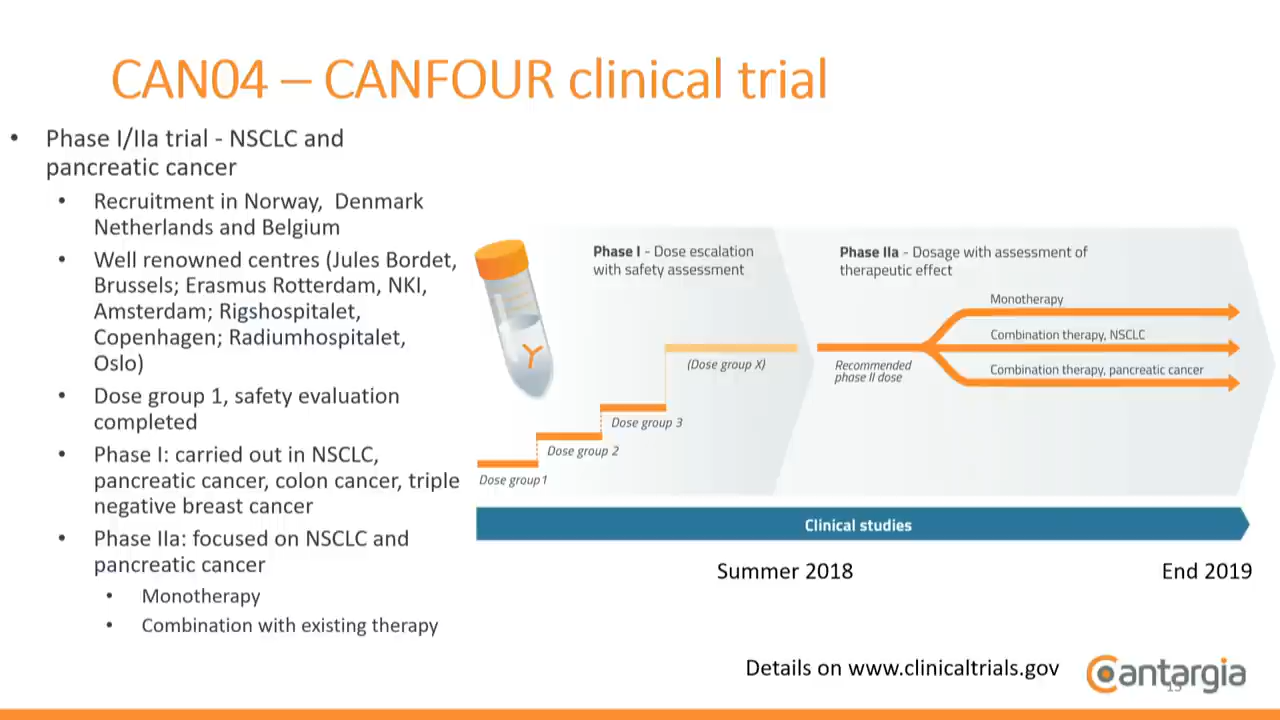 CAN04 – CANFOUR clinical trial
• Phase I/IIa trial - NSCLC and
pancreatic cancer
• Recruitment in Norway, Denmark
Netherlands and Belgium
• Well renowned centres (Jules Bordet,
Brussels; Erasmus Rotterdam, NKI,
Amsterdam; Rigshospitalet,
Copenhagen; Radiumhospitalet,
Oslo)
• Dose group 1, safety evaluation
completed
• Phase I: carried out in NSCLC,
pancreatic cancer, colon cancer, triple
negative breast cancer
• Phase IIa: focused on NSCLC and
pancreatic cancer
• Monotherapy
• Combination with existing therapy
Phase I - Dose escalation
with safety assessment
Dose group 1
Dose group 2
Dose group 3
(Dose group X)
Phase IIa - Dosage with assessment of
therapeutic effect
Recommended
phase II dose
Monotherapy
Combination therapy, NSCLC
Combination therapy, pancreatic cancer
Clinical studies
Summer 2018
End 2019
Details on www.clinicaltrials.gov
Cantargia